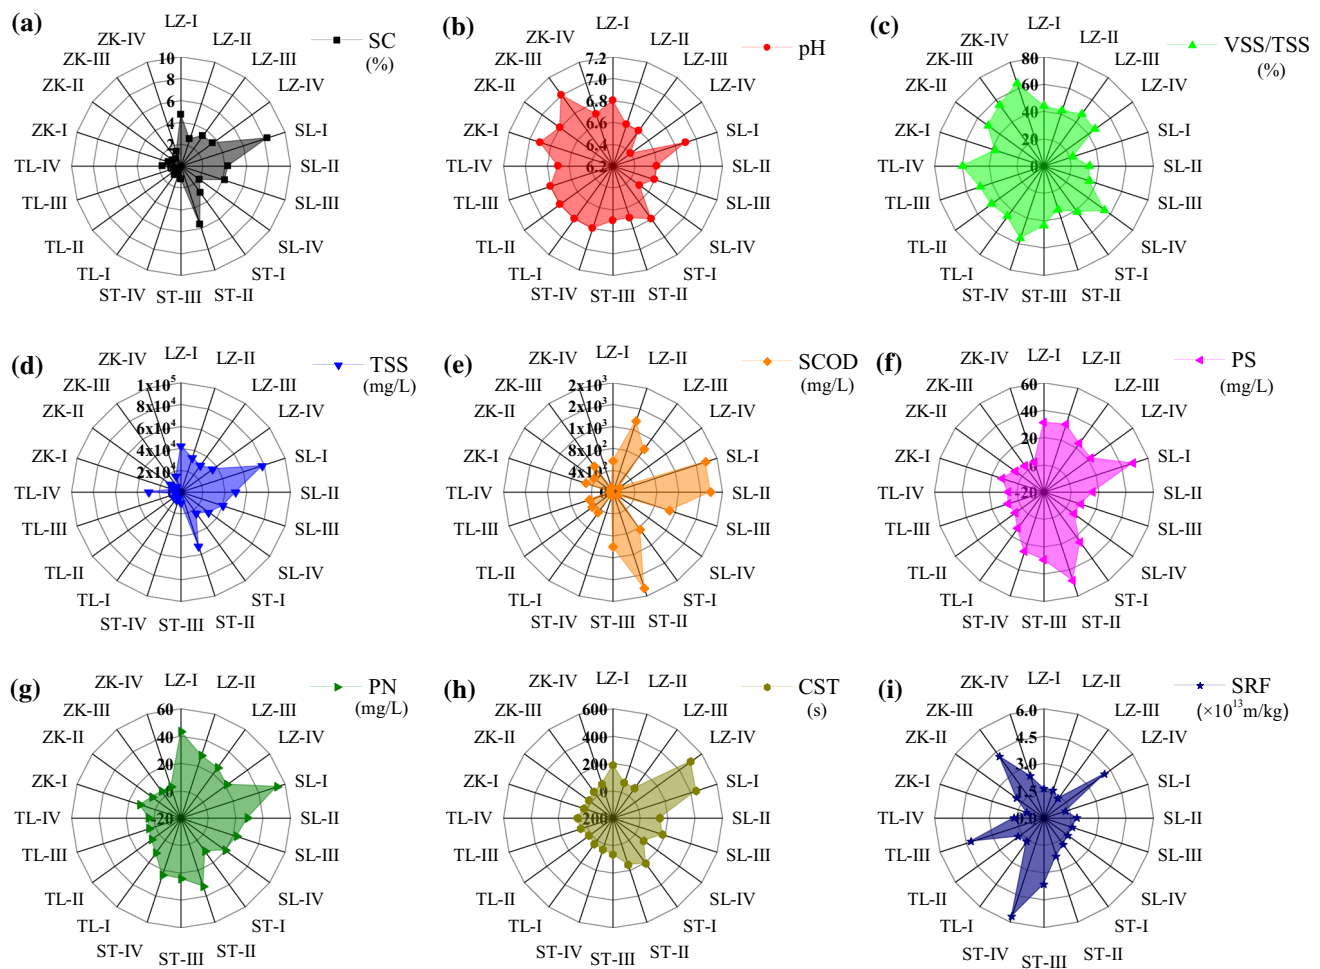 (a)
LZ-I
LZ-II
LZ-III
LZ-IV
SL-I
SL-II
SL-III
SL-IV
ST-I
ST-II
ST-III
ST-IV
TL-I
TL-II
TL-III
TL-IV
ZK-I
ZK-II
ZK-III
ZK-IV
10
8
6
4
2
SC
(%)
(b)
LZ-I
LZ-II
LZ-III
LZ-IV
SL-I
SL-II
SL-III
SL-IV
ST-I
ST-II
ST-III
ST-IV
TL-I
TL-II
TL-III
TL-IV
ZK-I
ZK-II
ZK-III
ZK-IV
7.2
7.0
6.8
6.6
6.4
6.2
pH
(c)
LZ-I
LZ-II
LZ-III
LZ-IV
SL-I
SL-II
SL-III
SL-IV
ST-I
ST-II
ST-III
ST-IV
TL-I
TL-II
TL-III
TL-IV
ZK-I
ZK-II
ZK-III
ZK-IV
80
60
40
20
0
VSS/TSS
(%)
(d)
LZ-I
LZ-II
LZ-III
LZ-IV
SL-I
SL-II
SL-III
SL-IV
ST-I
ST-II
ST-III
ST-IV
TL-I
TL-II
TL-III
TL-IV
ZK-I
ZK-II
ZK-III
ZK-IV
1x10⁵
8x10⁴
6x10⁴
4x10⁴
2x10⁴
TSS
(mg/L)
(e)
LZ-I
LZ-II
LZ-III
LZ-IV
SL-I
SL-II
SL-III
SL-IV
ST-I
ST-II
ST-III
ST-IV
TL-I
TL-II
TL-III
TL-IV
ZK-I
ZK-II
ZK-III
ZK-IV
2x10³
2x10³
1x10³
8x10²
4x10²
SCOD
(mg/L)
(f)
LZ-I
LZ-II
LZ-III
LZ-IV
SL-I
SL-II
SL-III
SL-IV
ST-I
ST-II
ST-III
ST-IV
TL-I
TL-II
TL-III
TL-IV
ZK-I
ZK-II
ZK-III
ZK-IV
60
40
20
0
-20
PS
(mg/L)
(g)
LZ-I
LZ-II
LZ-III
LZ-IV
SL-I
SL-II
SL-III
SL-IV
ST-I
ST-II
ST-III
ST-IV
TL-I
TL-II
TL-III
TL-IV
ZK-I
ZK-II
ZK-III
ZK-IV
60
40
20
0
-20
PN
(mg/L)
(h)
LZ-I
LZ-II
LZ-III
LZ-IV
SL-I
SL-II
SL-III
SL-IV
ST-I
ST-II
ST-III
ST-IV
TL-I
TL-II
TL-III
TL-IV
ZK-I
ZK-II
ZK-III
ZK-IV
600
400
200
0
200
CST
(s)
(i)
LZ-I
LZ-II
LZ-III
LZ-IV
SL-I
SL-II
SL-III
SL-IV
ST-I
ST-II
ST-III
ST-IV
TL-I
TL-II
TL-III
TL-IV
ZK-I
ZK-II
ZK-III
ZK-IV
6.0
4.5
3.0
1.5
0.0
SRF
(×10¹³m/kg)